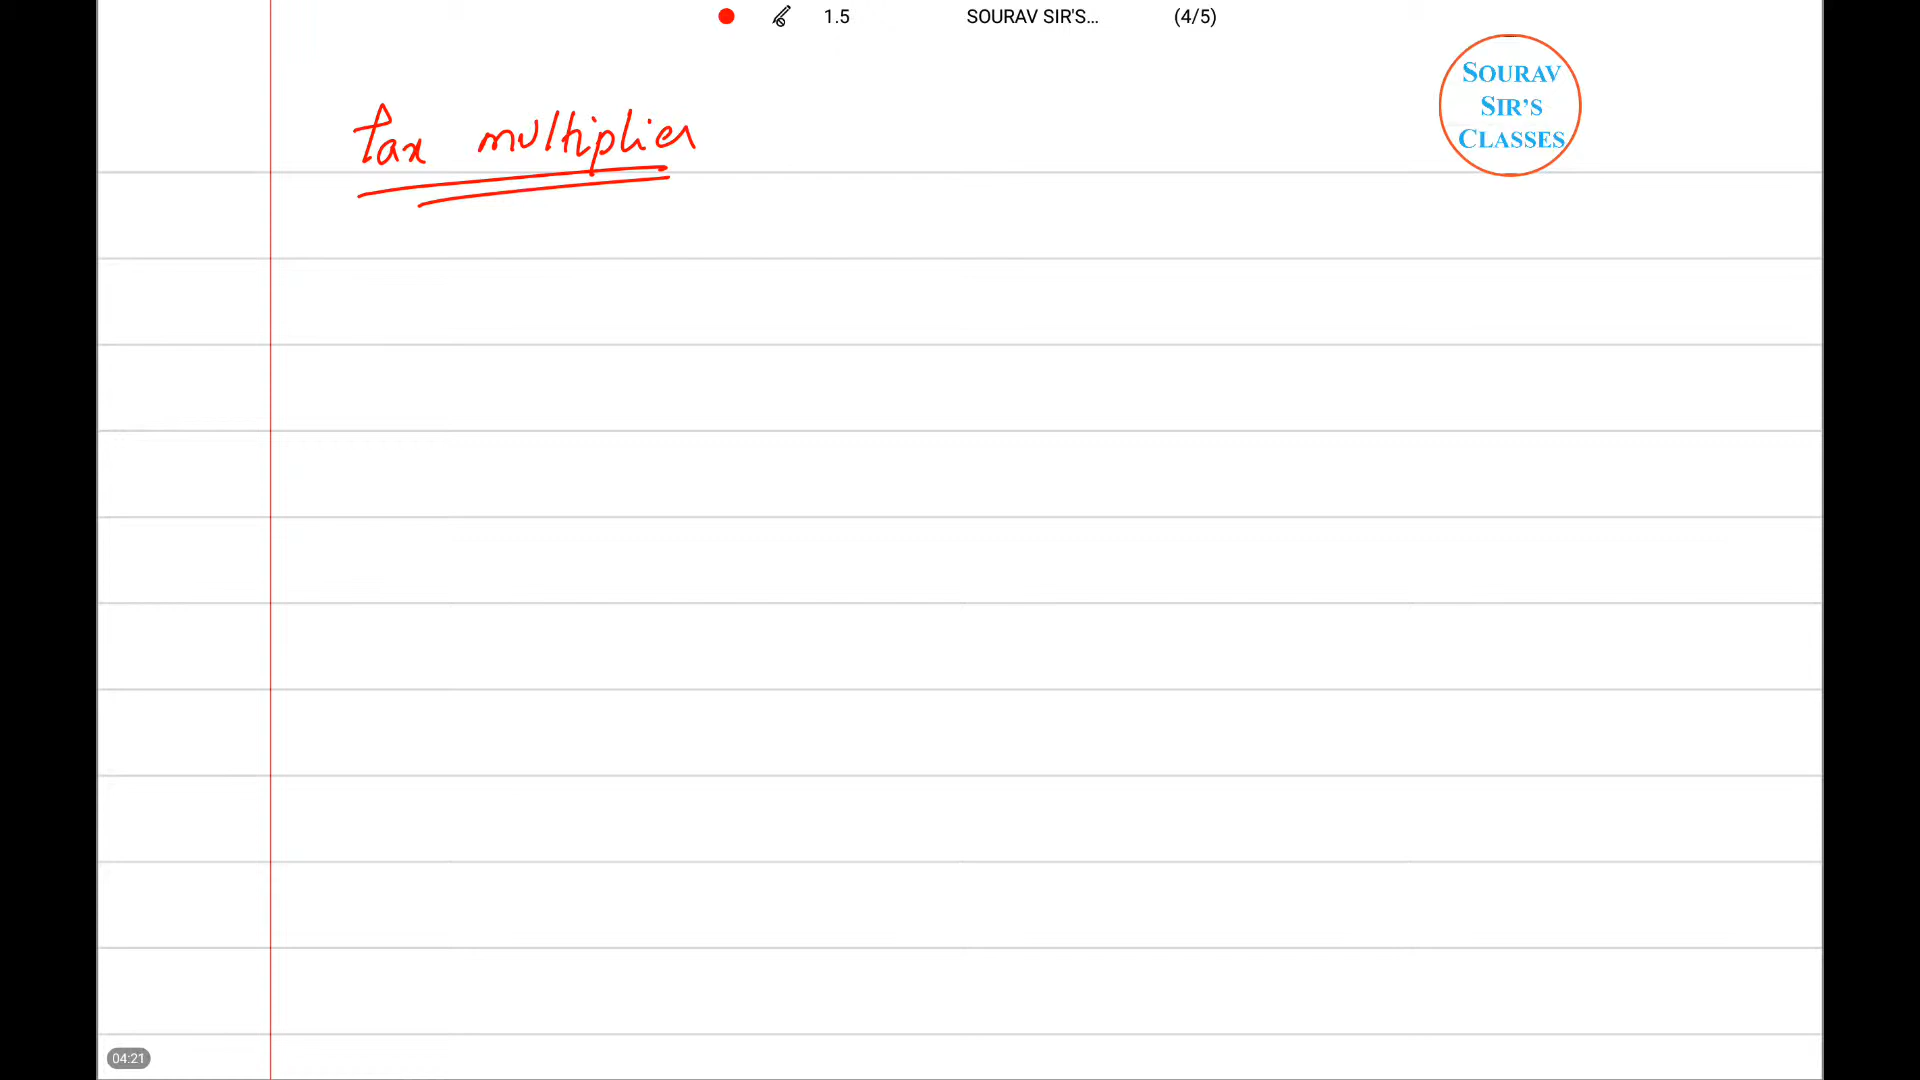 1.5 SOURAV SIR'S... (4/5)
SOURAV
SIR'S
CLASSES
Tax multiplier
04:21